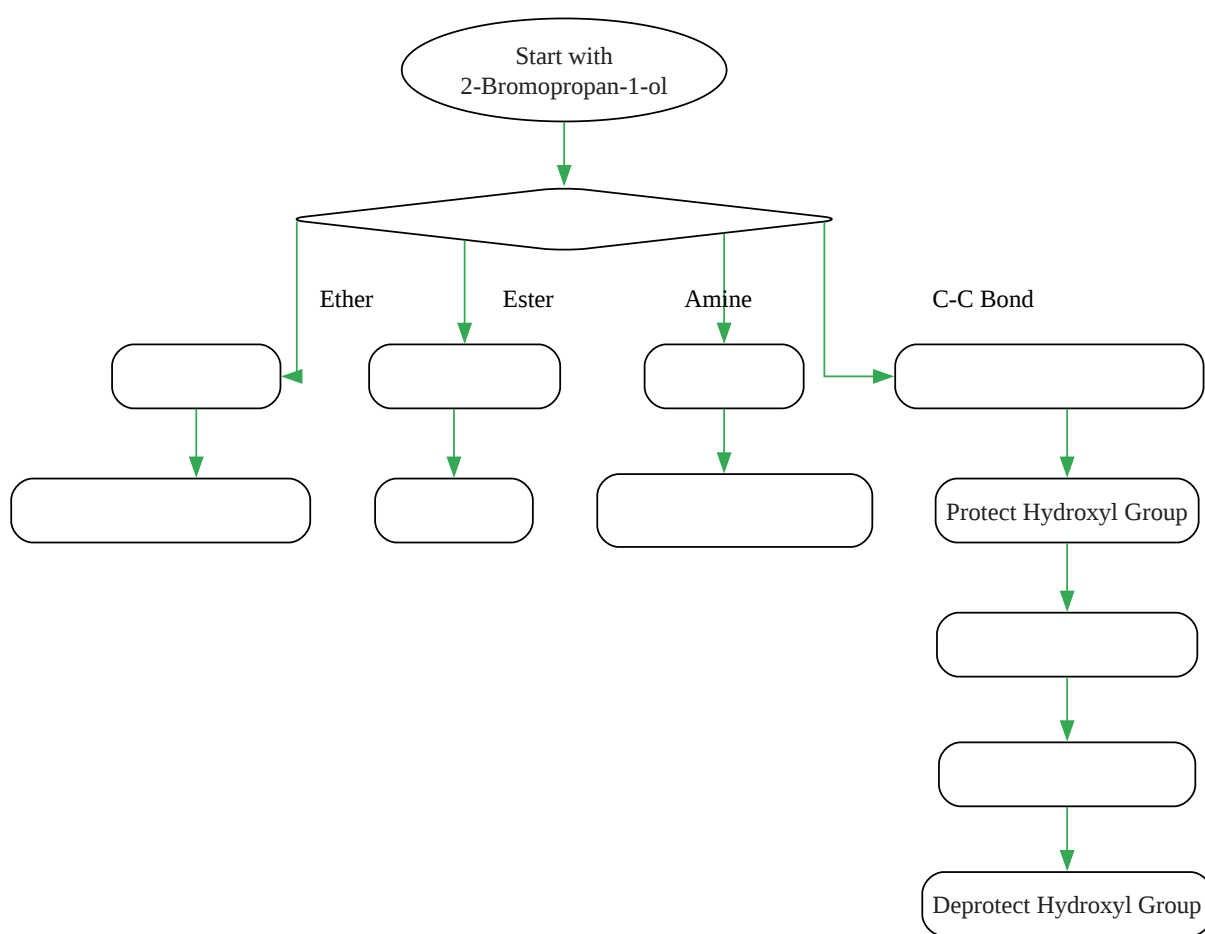 Start with
2-Bromopropan-1-ol
Ether
Ester
Amine
C-C Bond
Protect Hydroxyl Group
Deprotect Hydroxyl Group